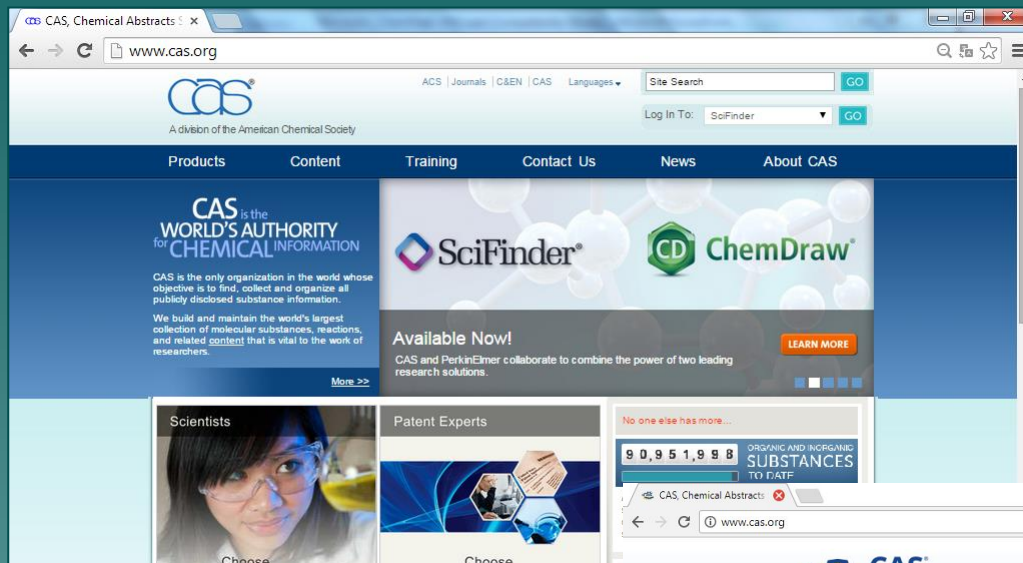 CAS, Chemical Abstracts S
www.cas.org
cas®
A division of the American Chemical Society
ACS | Journals | C&EN | CAS Languages
Site Search GO
Log In To: SciFinder GO
Products Content Training Contact Us News About CAS
CAS is the
WORLD'S AUTHORITY
for CHEMICAL INFORMATION
CAS is the only organization in the world whose
objective is to find, collect and organize all
publicly disclosed substance information.
We build and maintain the world's largest
collection of molecular substances, reactions,
and related content that is vital to the work of
researchers.
More >>
SciFinder®
CD ChemDraw®
Available Now!
CAS and PerkinElmer collaborate to combine the power of two leading
research solutions.
LEARN MORE
Scientists
Choose
Patent Experts
Choose
No one else has more...
90,951,998
ORGANIC AND INORGANIC
SUBSTANCES
TO DATE
CAS, Chemical Abstracts
www.cas.org
CAS